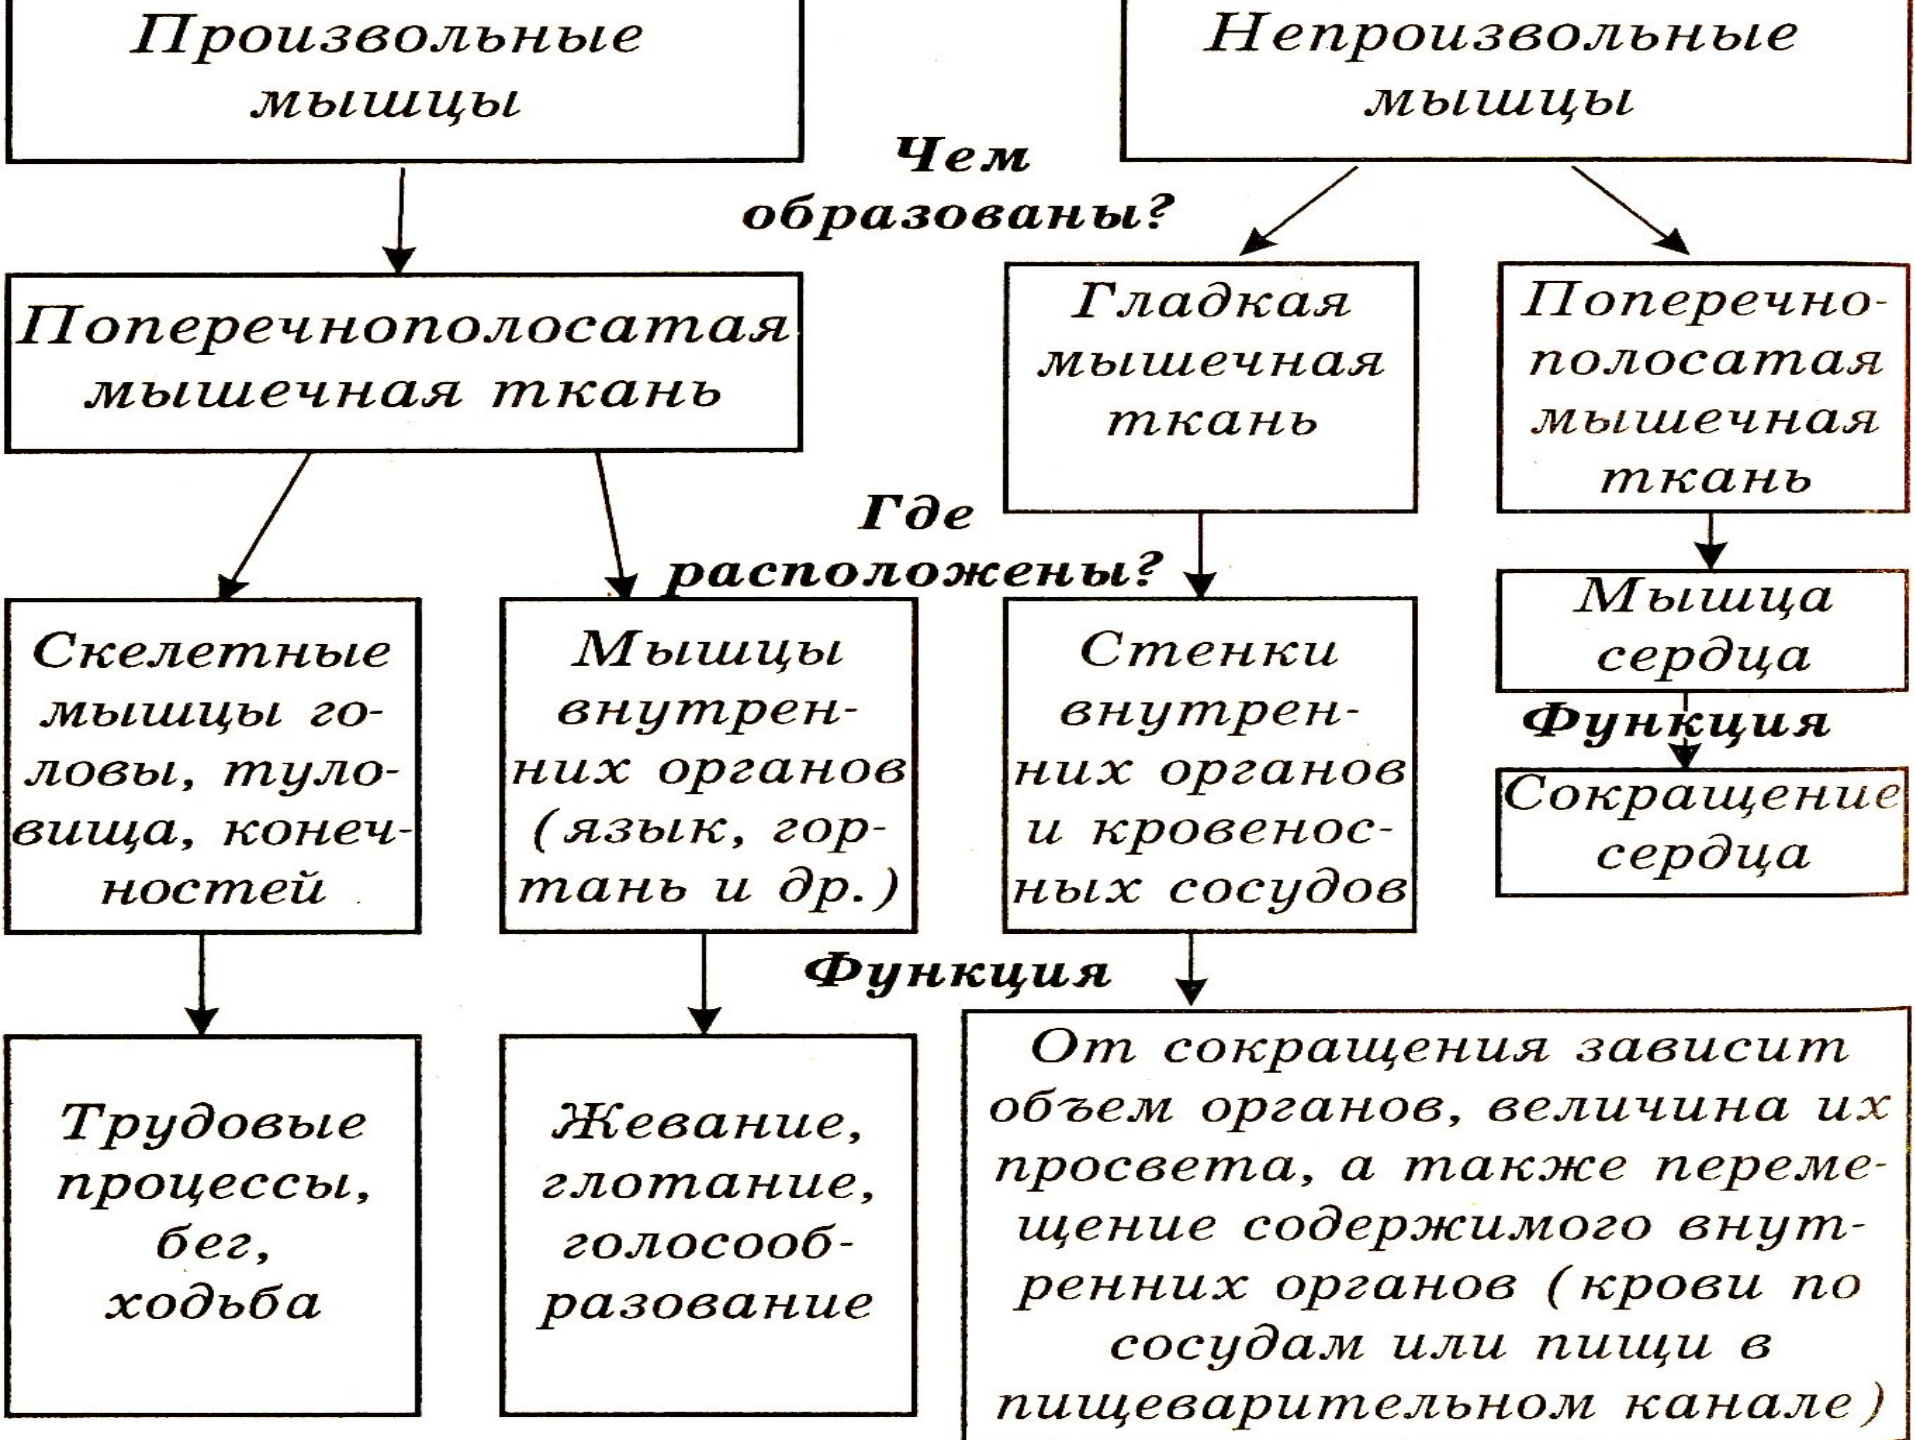 Произвольные
мышцы
Непроизвольные
мышцы
Чем
образованы?
Поперечнополосатая
мышечная ткань
Гладкая
мышечная
ткань
Поперечно-
полосатая
мышечная
ткань
Где
расположены?
Скелетные
мышцы го-
ловы, туло-
вища, конеч-
ностей
Мышцы
внутрен-
них органов
(язык, гор-
тань и др.)
Стенки
внутрен-
них органов
и кровенос-
ных сосудов
Мышца
сердца
Функция
Сокращение
сердца
Функция
Трудовые
процессы,
бег,
ходьба
Жевание,
глотание,
голосооб-
разование
От сокращения зависит
объем органов, величина их
просвета, а также переме-
щение содержимого внут-
ренних органов (крови по
сосудам или пищи в
пищеварительном канале)